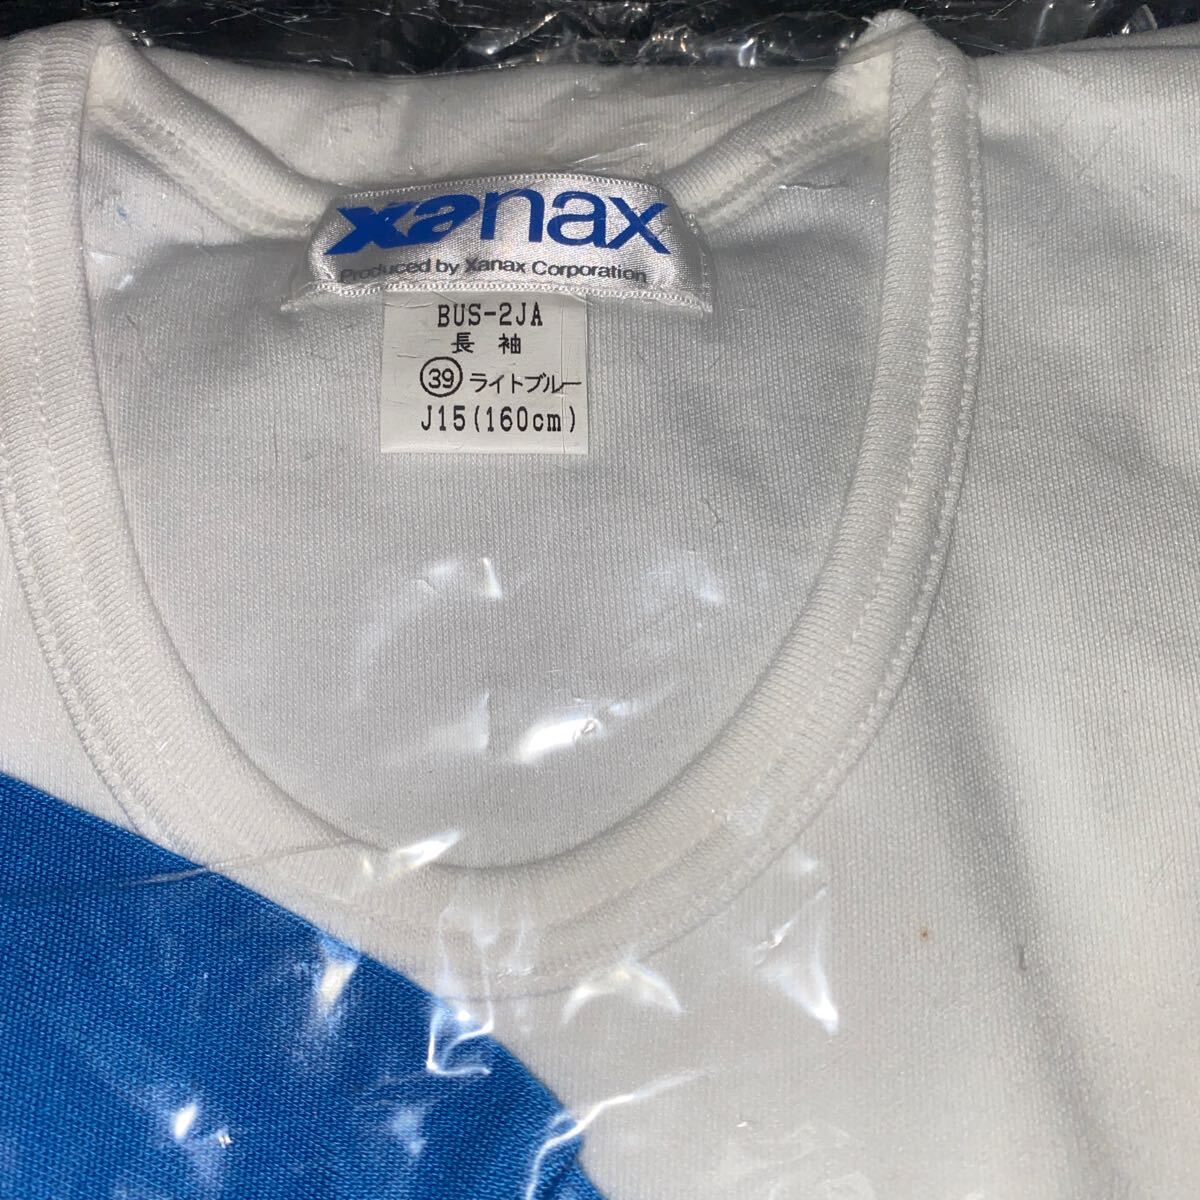 xanax
Produced by Xanax Corporation
BUS-2JA
長 袖
㊴ ライトブルー
J15(160cm)